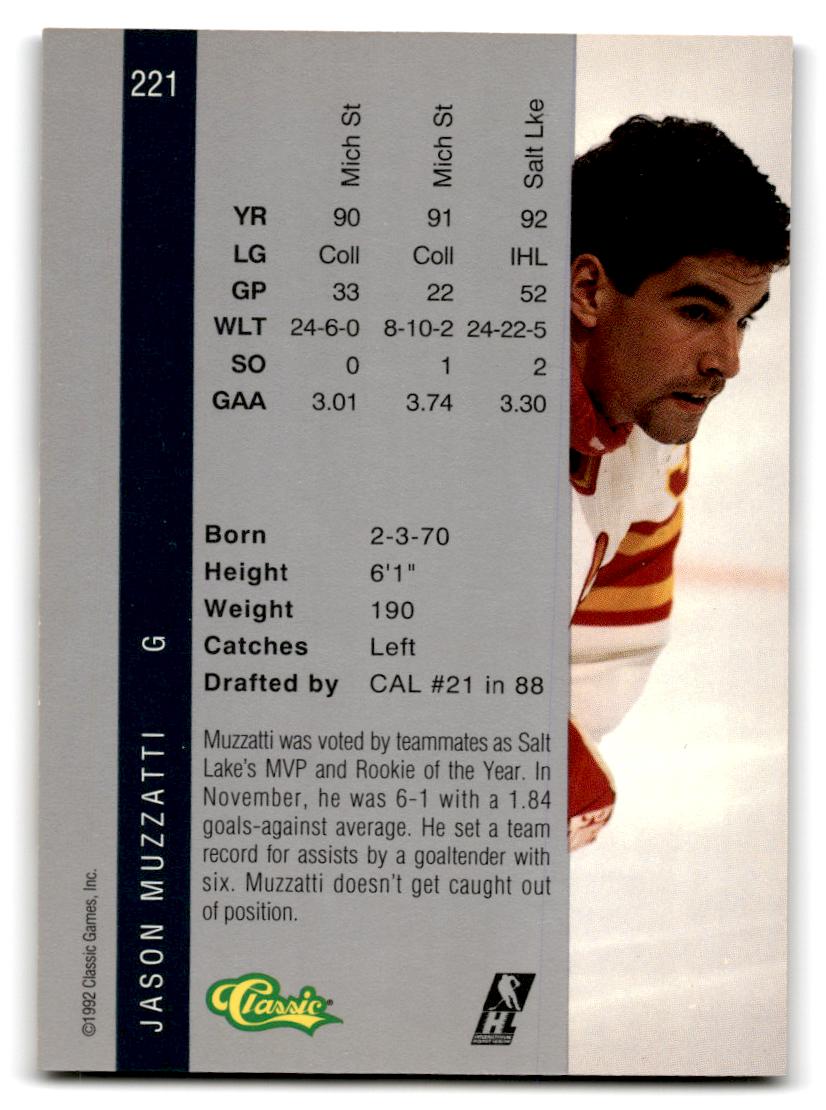 221
Mich St Mich St Salt Lke
YR 90 91 92
LG Coll Coll IHL
GP 33 22 52
WLT 24-6-0 8-10-2 24-22-5
SO 0 1 2
GAA 3.01 3.74 3.30
Born 2-3-70
Height 6'1"
Weight 190
Catches Left
Drafted by CAL #21 in 88
Muzzatti was voted by teammates as Salt
Lake's MVP and Rookie of the Year. In
November, he was 6-1 with a 1.84
goals-against average. He set a team
record for assists by a goaltender with
six. Muzzatti doesn't get caught out
of position.
JASON MUZZATTI G
©1992 Classic Games, Inc.
Classic®
IHL